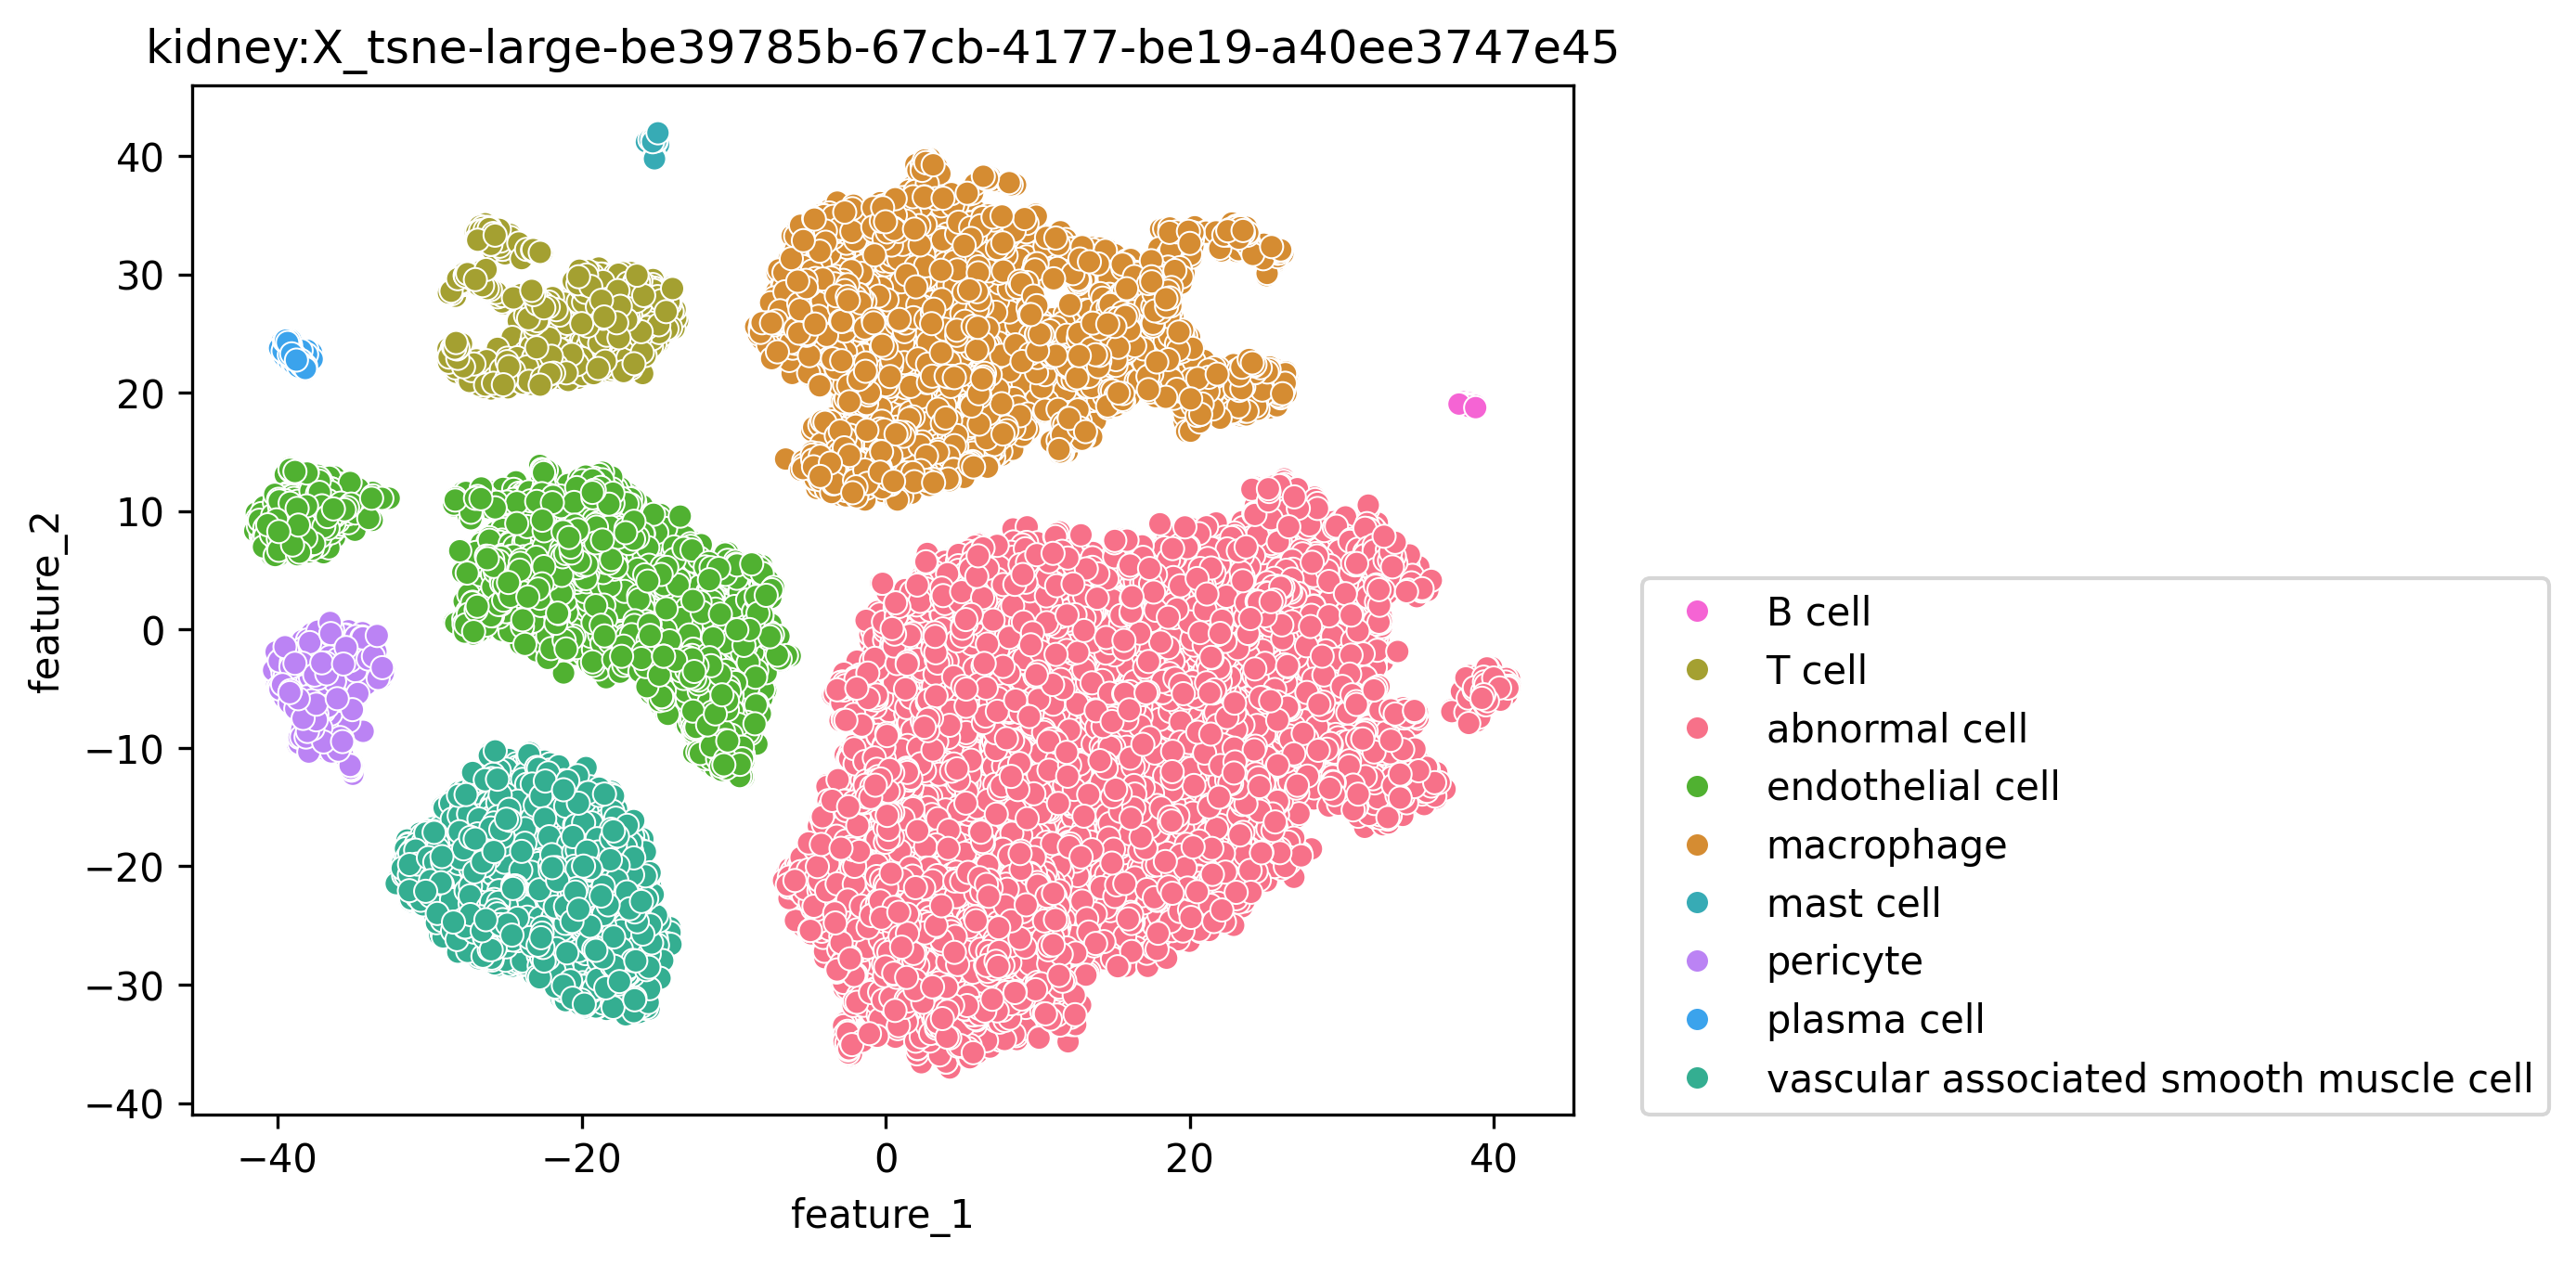 kidney:X_tsne-large-be39785b-67cb-4177-be19-a40ee3747e45
feature_2
40
30
20
10
0
−10
−20
−30
−40
−40
−20
0
20
40
feature_1
B cell
T cell
abnormal cell
endothelial cell
macrophage
mast cell
pericyte
plasma cell
vascular associated smooth muscle cell